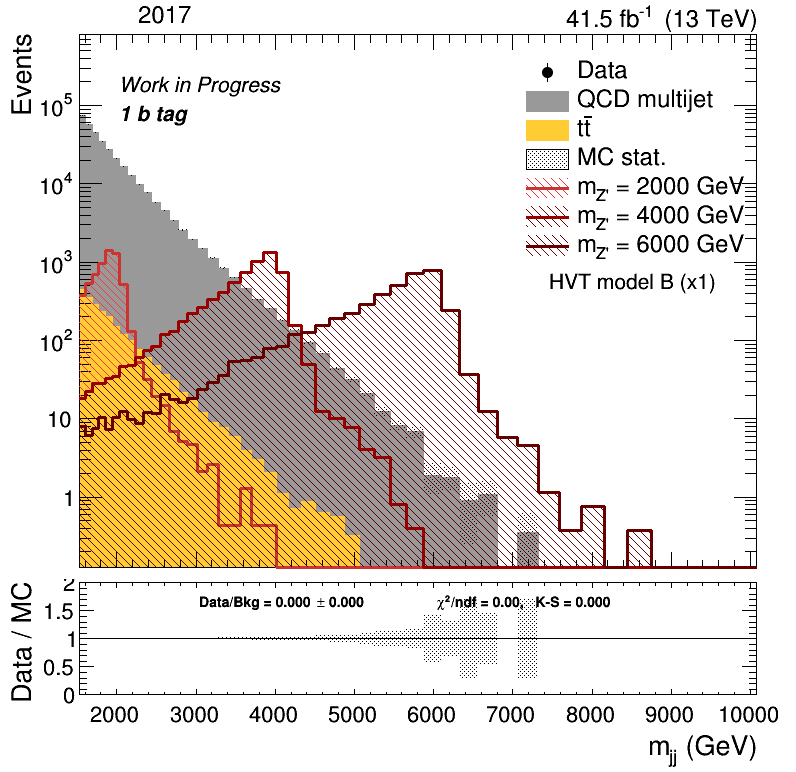 2017 41.5 fb⁻¹ (13 TeV)
Events
Work in Progress
1 b tag
Data
QCD multijet
tt̄
MC stat.
m_Z' = 2000 GeV
m_Z' = 4000 GeV
m_Z' = 6000 GeV
HVT model B (x1)
10⁵
10⁴
10³
10²
10
1
Data / MC
Data/Bkg = 0.000 ± 0.000 χ²/ndf = 0.00, K-S = 0.000
2
1.5
1
0.5
0
2000 3000 4000 5000 6000 7000 8000 9000 10000
m_jj (GeV)